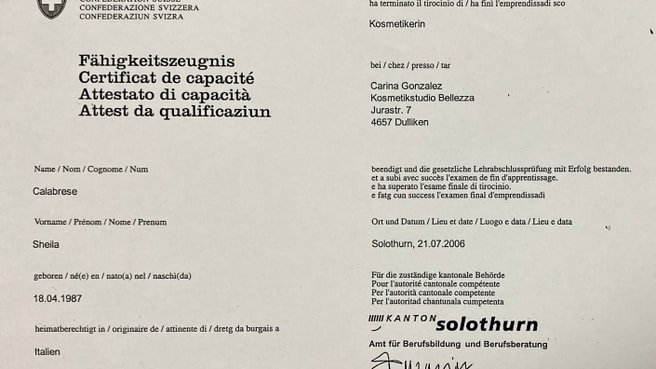 CONFEDERAZIONE SVIZZERA
CONFEDERAZIUN SVIZRA
Fähigkeitszeugnis
Certificat de capacité
Attestato di capacità
Attest da qualificaziun
Name / Nom / Cognome / Num
Calabrese
Vorname / Prénom / Nome / Prenum
Sheila
geboren / né(e) en / nato(a) nel / naschì(da)
18.04.1987
heimatberechtigt in / originaire de / attinente di / dretg da burgais a
Italien
ha terminato il tirocinio di / ha finì l'emprendissadi sco
Kosmetikerin
bei / chez / presso / tar
Carina Gonzalez
Kosmetikstudio Bellezza
Jurastr. 7
4657 Dulliken
beendigt und die gesetzliche Lehrabschlussprüfung mit Erfolg bestanden.
et a subi avec succès l'examen de fin d'apprentissage.
e ha superato l'esame finale di tirocinio.
e fatg cun success l'examen final d'emprendissadi
Ort und Datum / Lieu et date / Luogo e data / Lieu e data
Solothurn, 21.07.2006
Für die zuständige kantonale Behörde
Pour l'autorité cantonale compétente
Per l'autorità cantonale competente
Per l'autoritad chantunala cumpetenta
KANTON solothurn
Amt für Berufsbildung und Berufsberatung